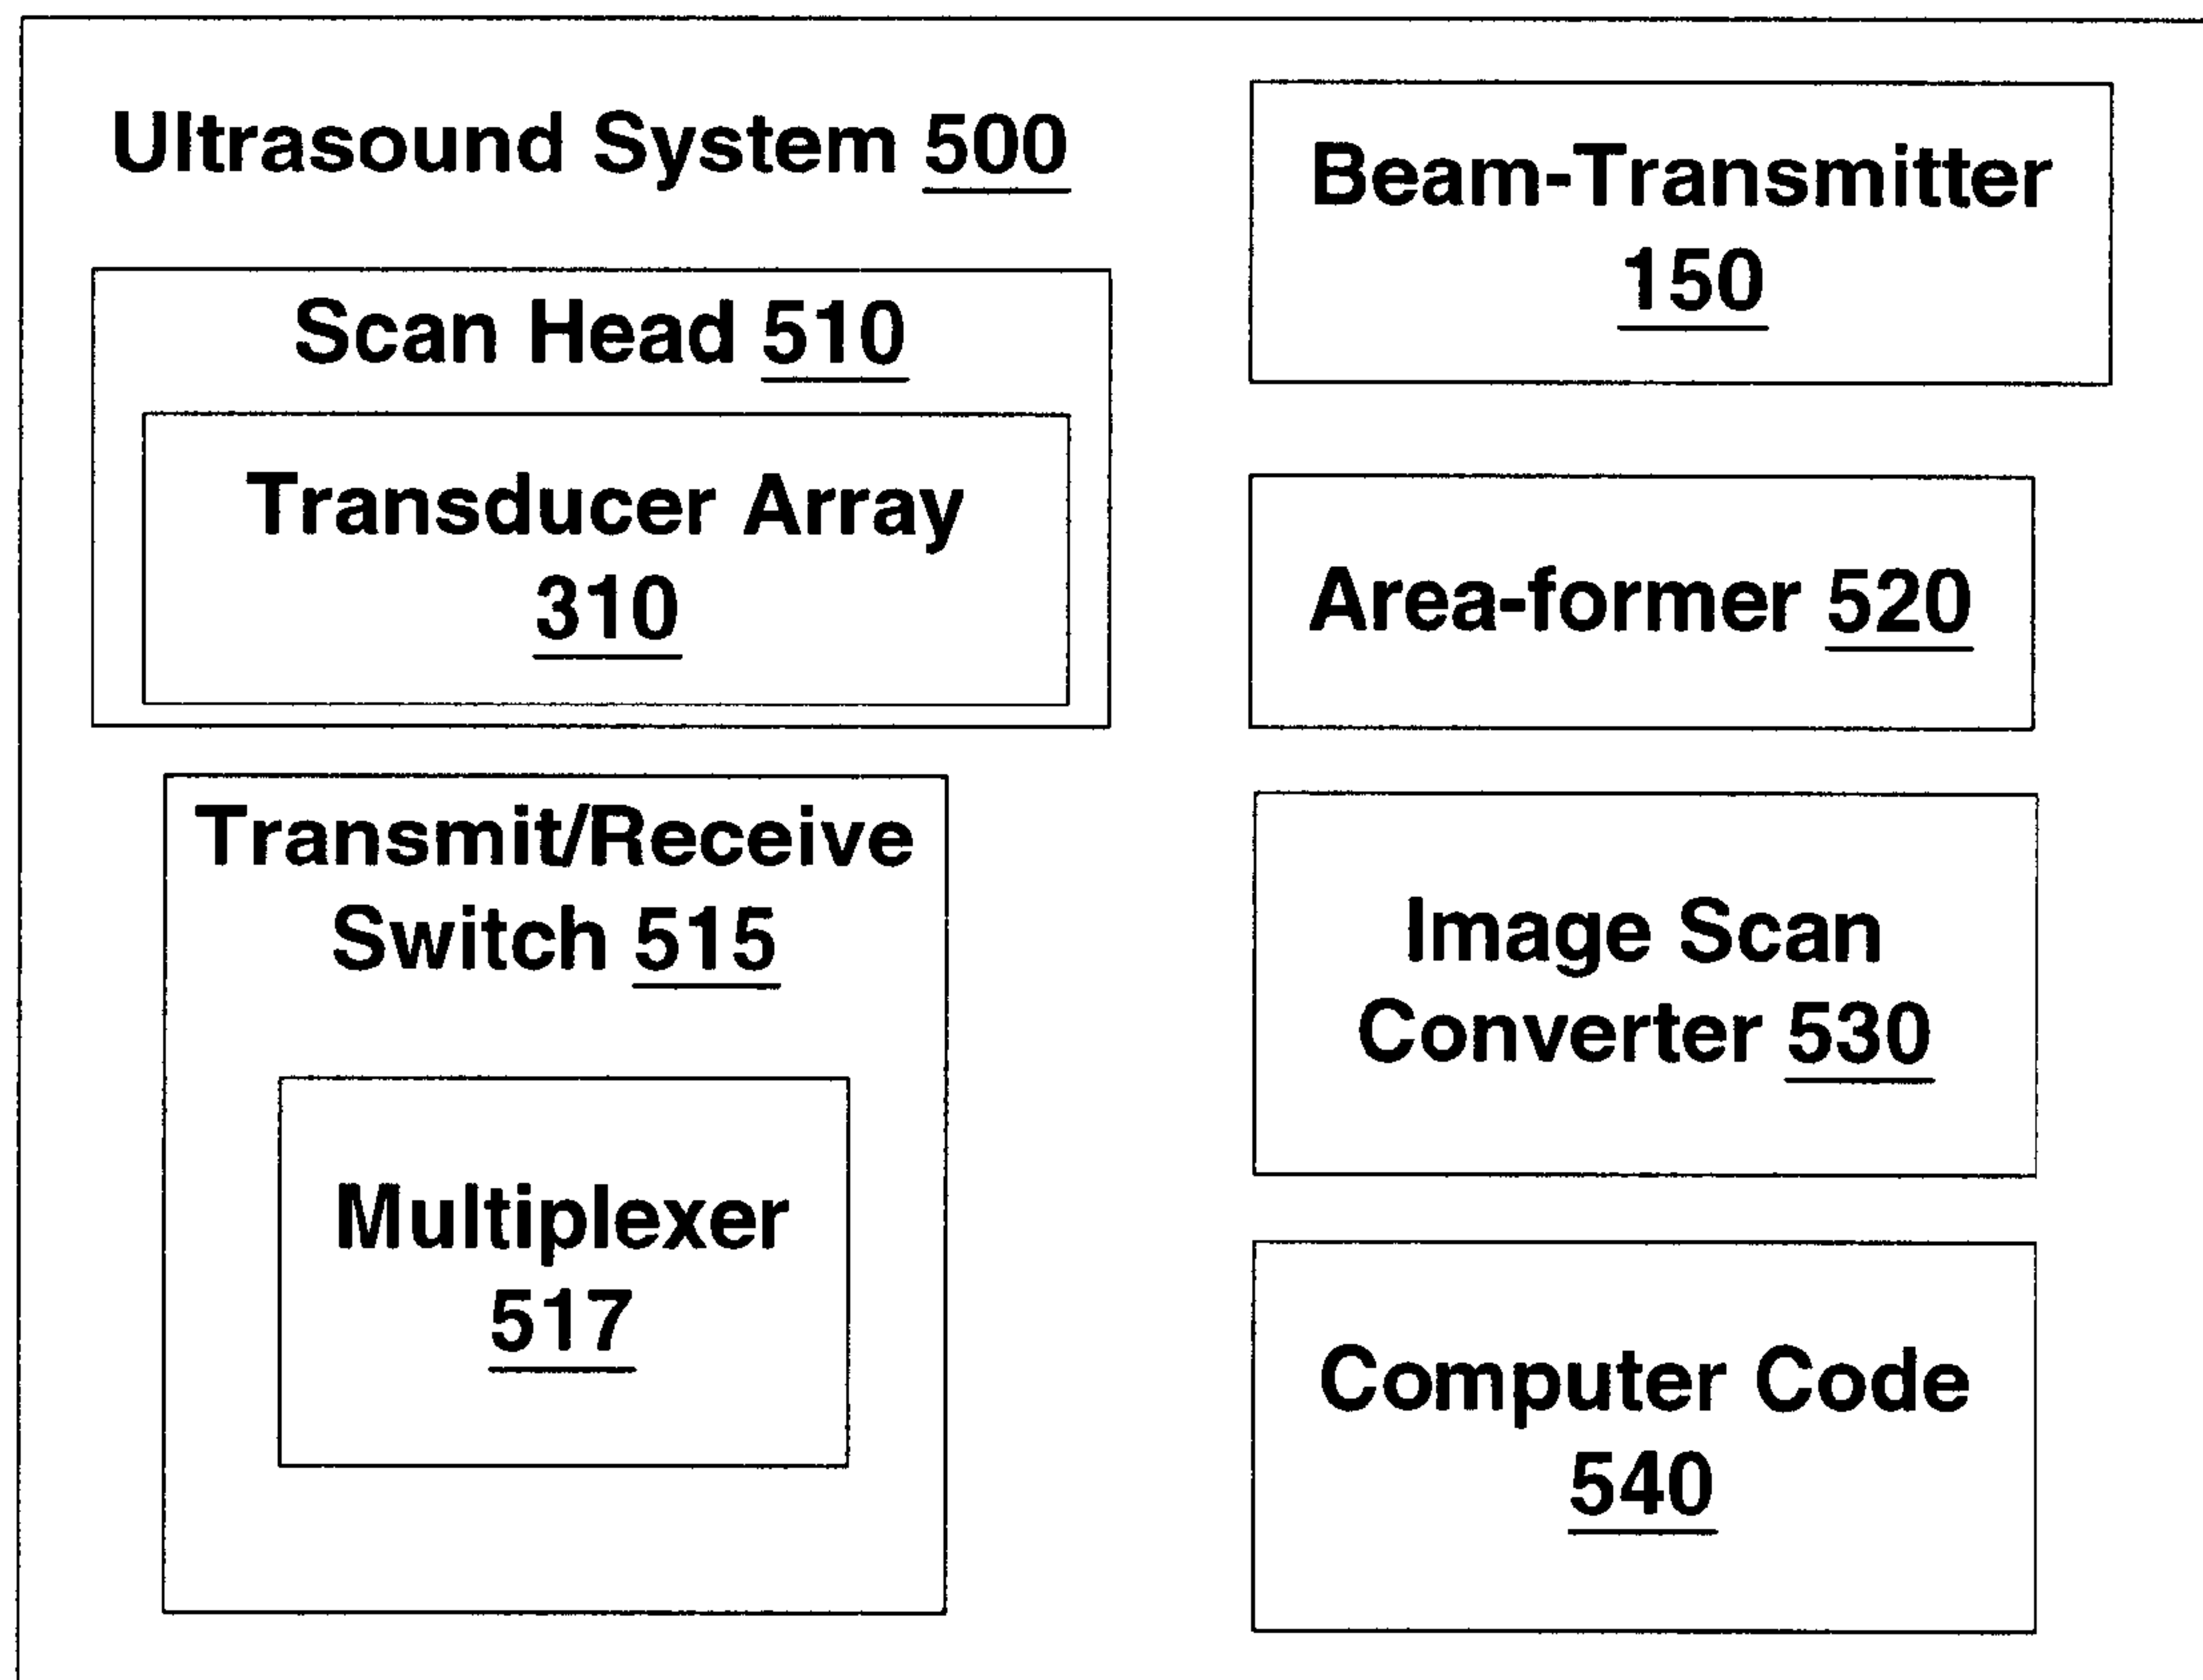 Ultrasound System 500
Scan Head 510
Transducer Array
310
Transmit/Receive
Switch 515
Multiplexer
517
Beam-Transmitter
150
Area-former 520
Image Scan
Converter 530
Computer Code
540